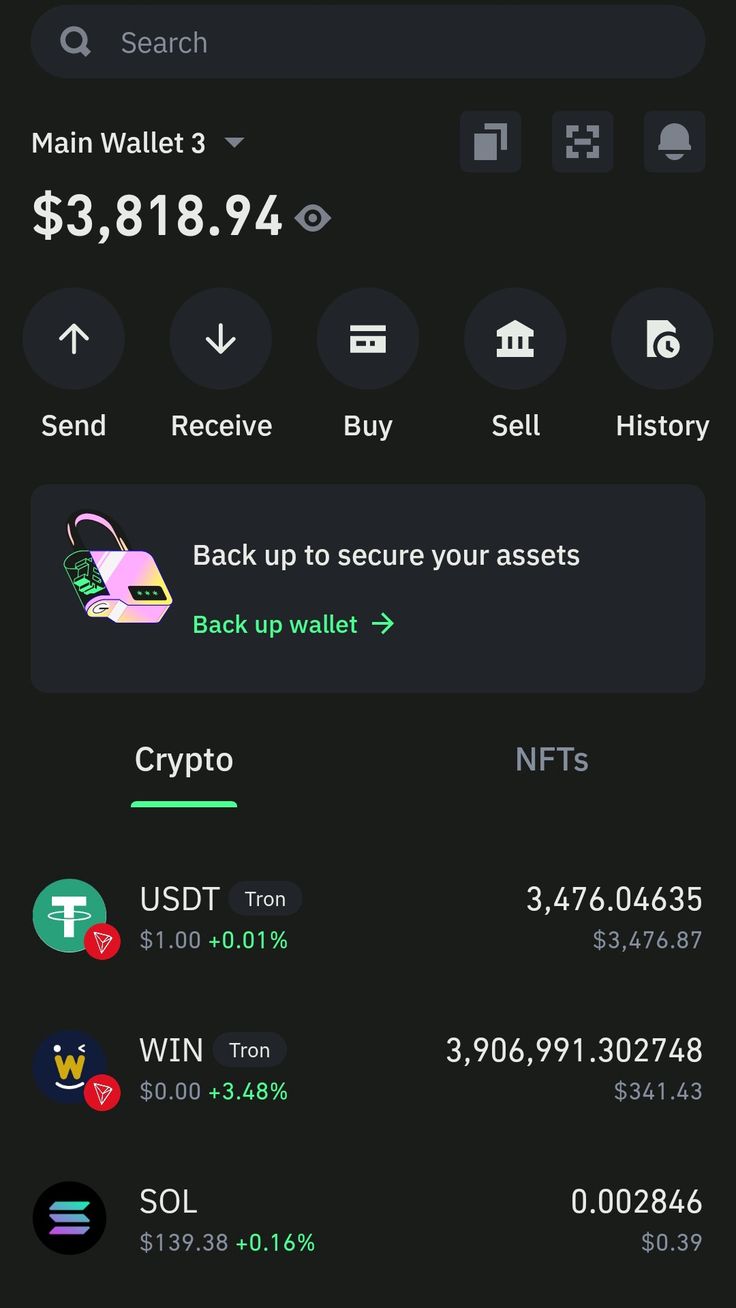 Search
Main Wallet 3
$3,818.94
Send Receive Buy Sell History
Back up to secure your assets
Back up wallet
Crypto NFTs
USDT Tron 3,476.04635
$1.00 +0.01% $3,476.87
WIN Tron 3,906,991.302748
$0.00 +3.48% $341.43
SOL 0.002846
$139.38 +0.16% $0.39